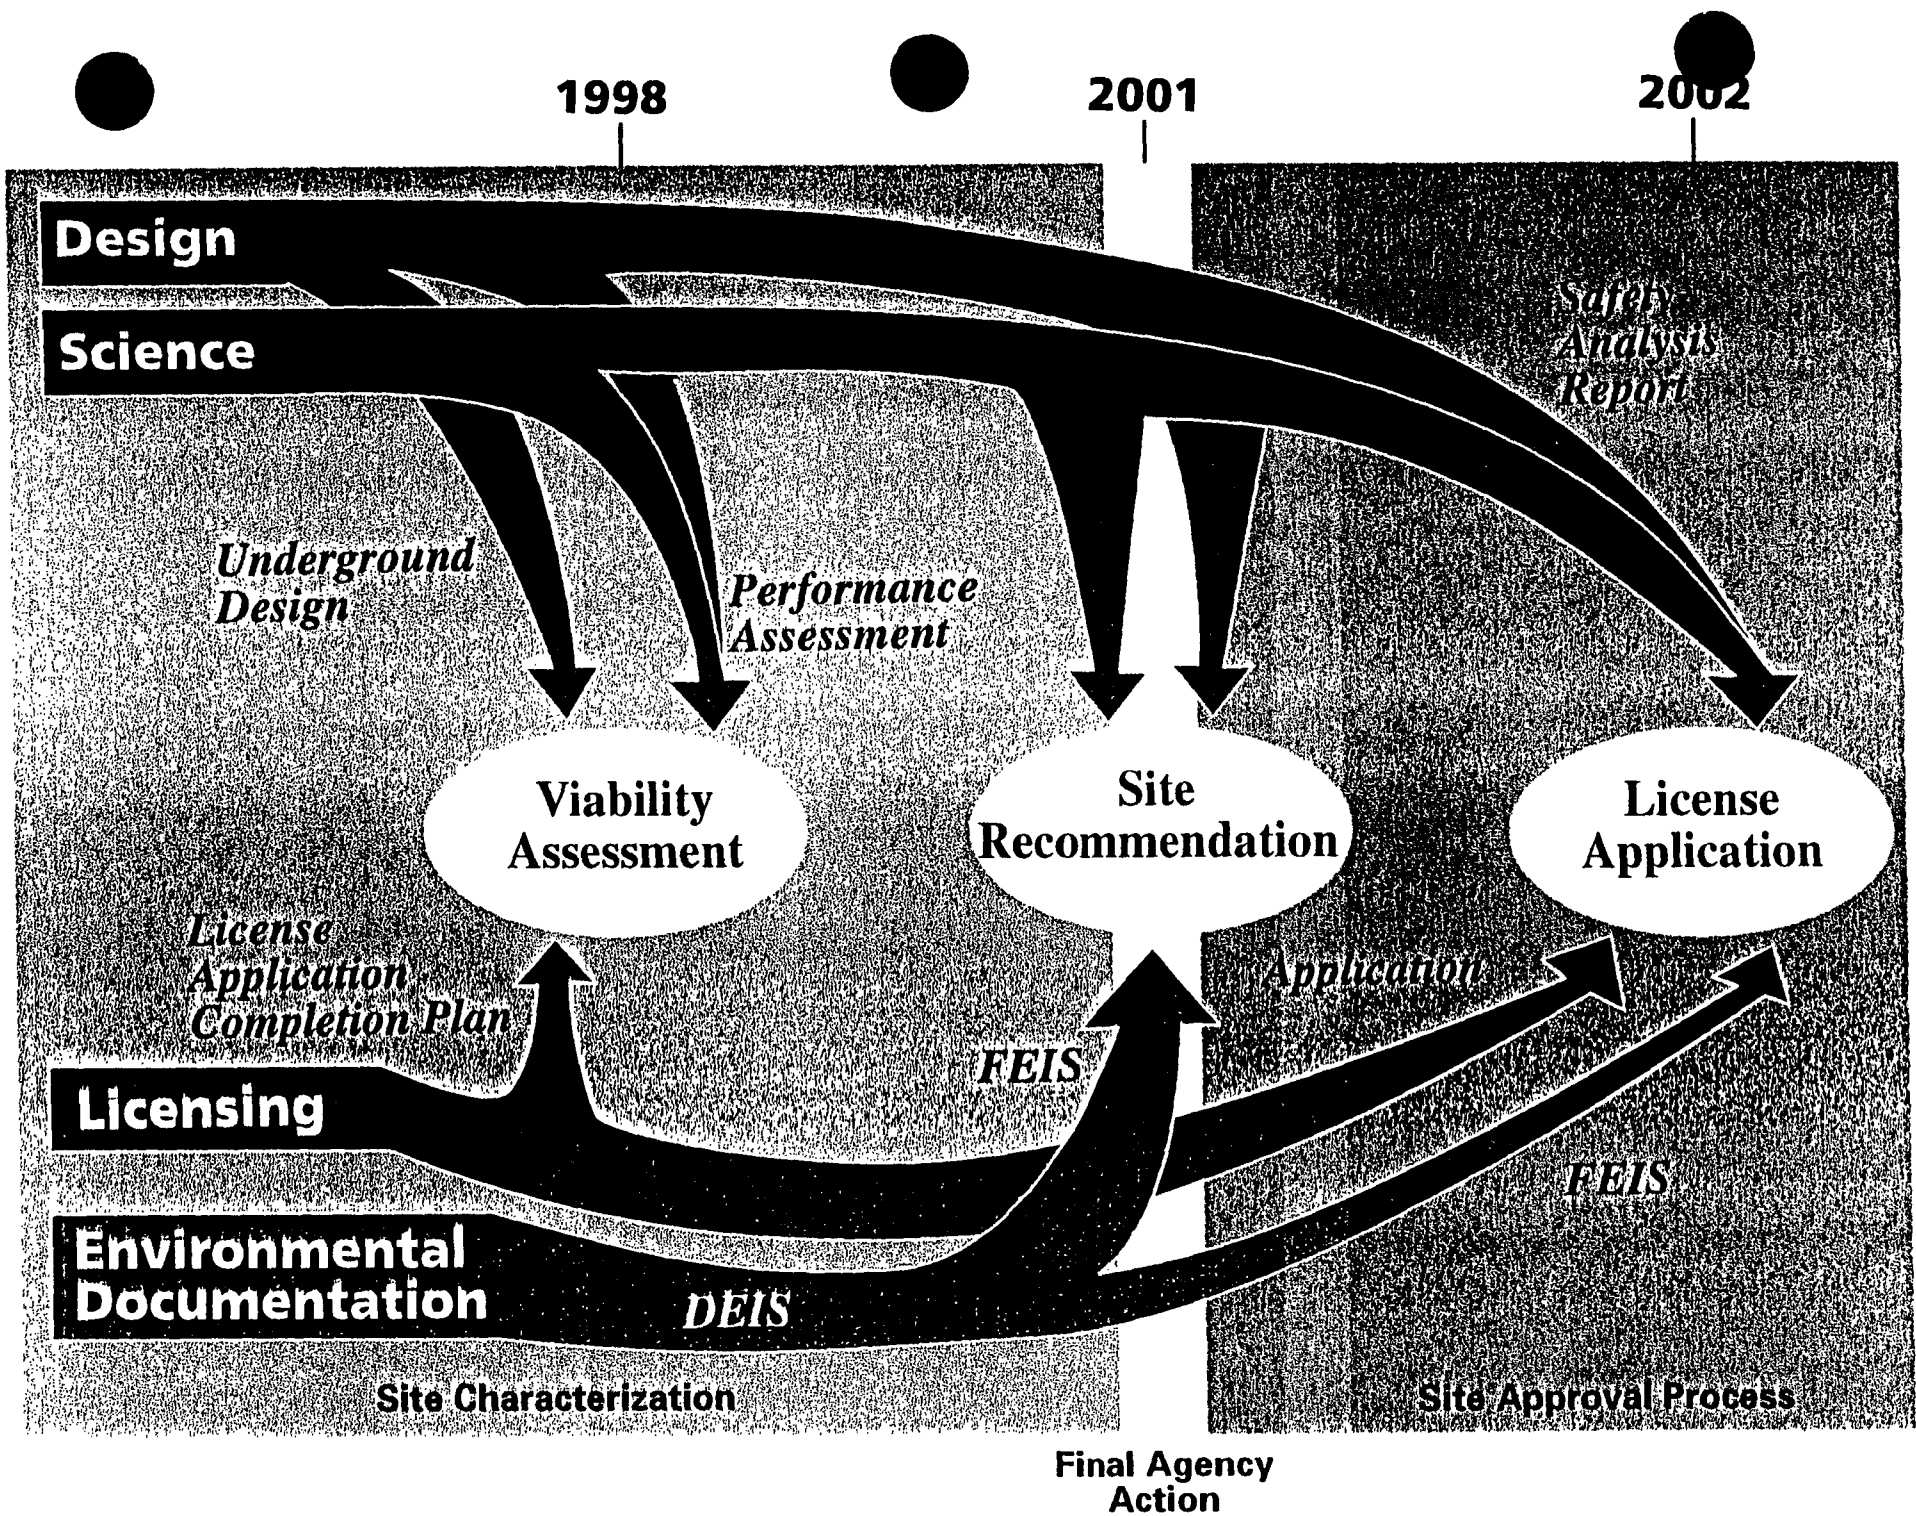 1998
2001
2002
Design
Science
Safety
Analysis
Report
Underground
Design
Performance
Assessment
Viability
Assessment
Site
Recommendation
License
Application
License
Application
Completion Plan
Application
FEIS
Licensing
FEIS
Environmental
Documentation
DEIS
Site Characterization
Site Approval Process
Final Agency
Action